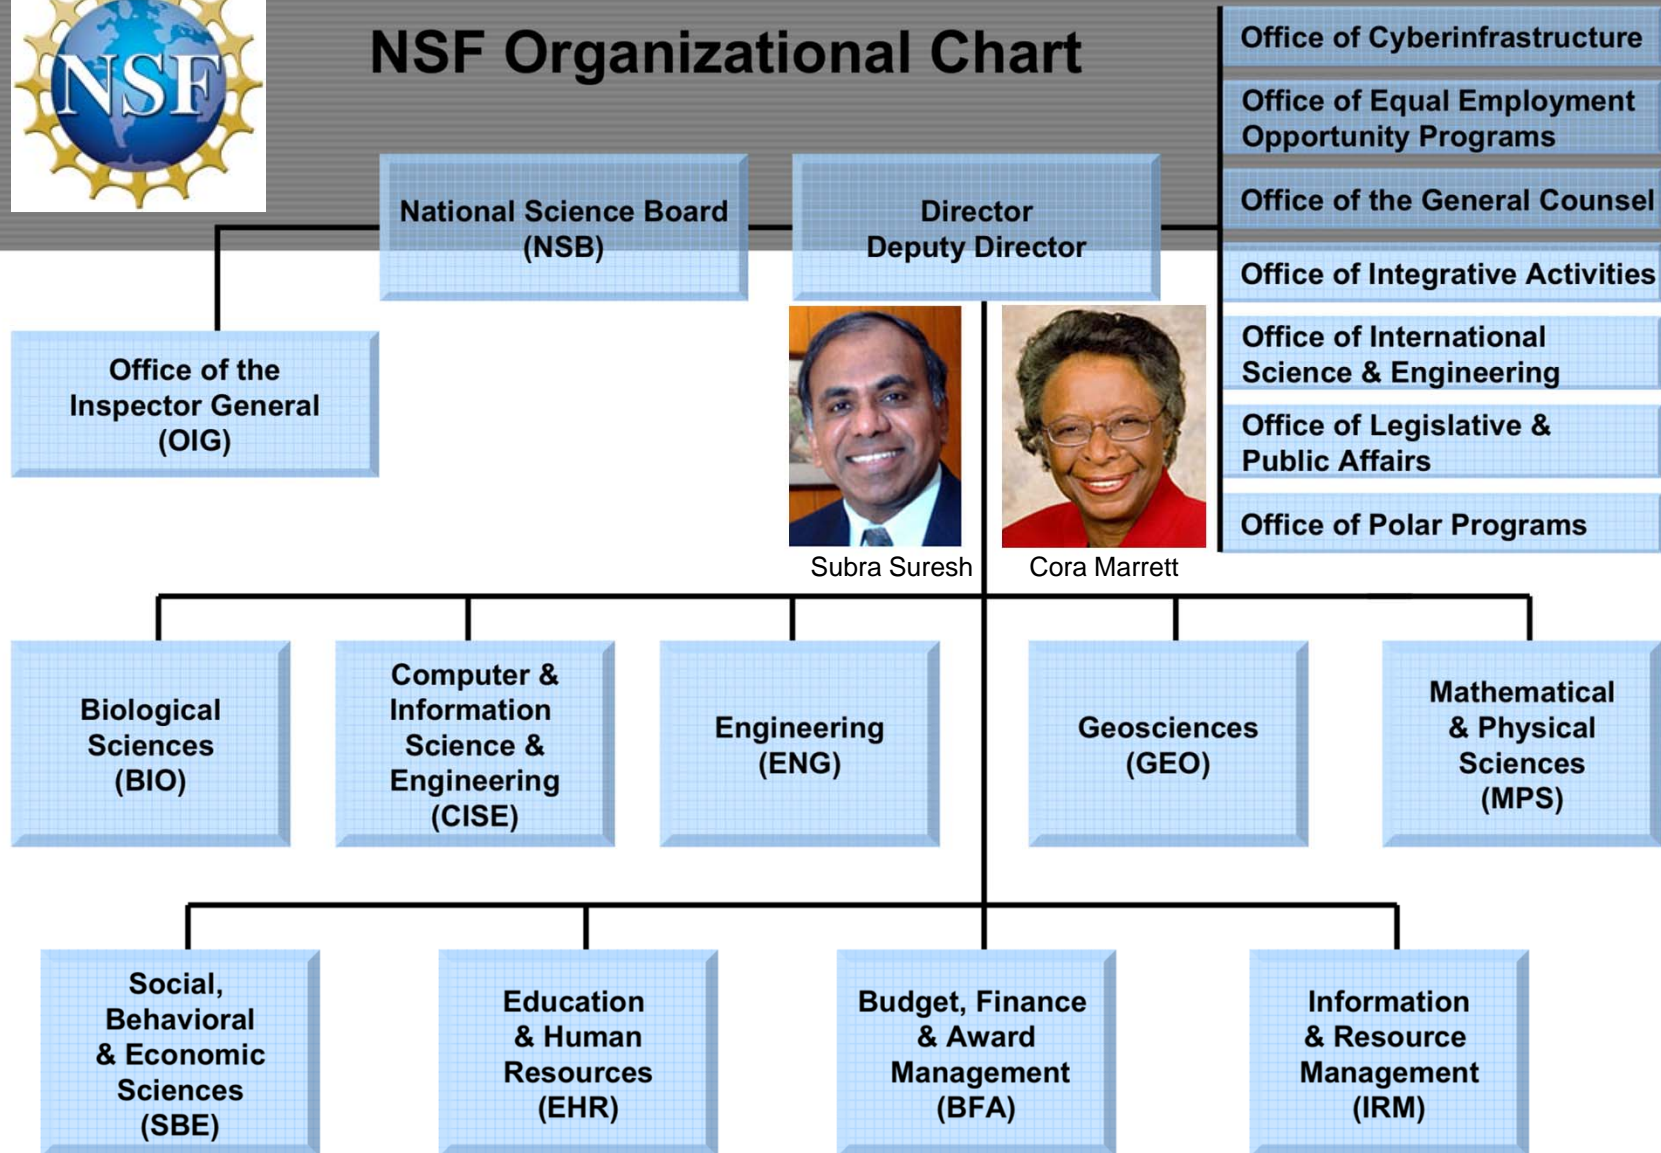 NSF
NSF Organizational Chart
Office of Cyberinfrastructure
Office of Equal Employment
Opportunity Programs
Office of the General Counsel
Office of Integrative Activities
Office of International
Science & Engineering
Office of Legislative &
Public Affairs
Office of Polar Programs
National Science Board
(NSB)
Director
Deputy Director
Office of the
Inspector General
(OIG)
Subra Suresh
Cora Marrett
Biological
Sciences
(BIO)
Computer &
Information
Science &
Engineering
(CISE)
Engineering
(ENG)
Geosciences
(GEO)
Mathematical
& Physical
Sciences
(MPS)
Social,
Behavioral
& Economic
Sciences
(SBE)
Education
& Human
Resources
(EHR)
Budget, Finance
& Award
Management
(BFA)
Information
& Resource
Management
(IRM)